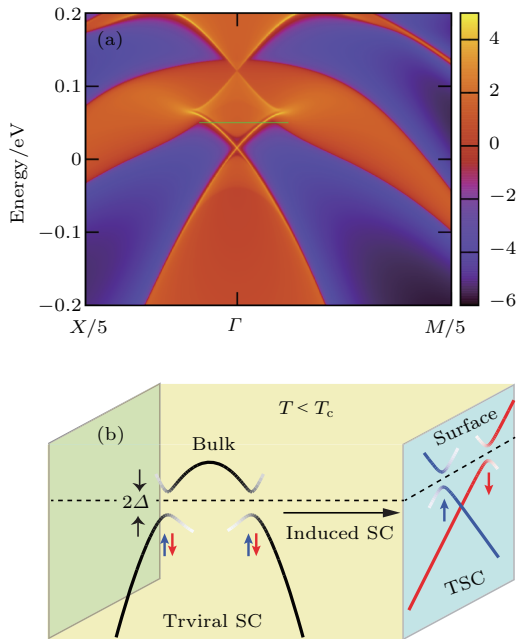 (a)
Energy/eV
0.2
0.1
0
−0.1
−0.2
X/5
Γ
M/5
4
2
0
−2
−4
−6
(b)
T < Tc
Bulk
2Δ
Induced SC
Trviral SC
Surface
TSC